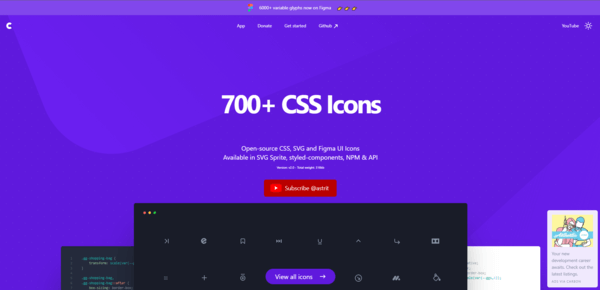 6000+ variable glyphs now on Figma
C
App Donate Get started Github
YouTube
700+ CSS Icons
Open-source CSS, SVG and Figma UI Icons
Available in SVG Sprite, styled-components, NPM & API
Subscribe @astrit
View all icons
Your new
development career
awaits. Check out the
latest listings.